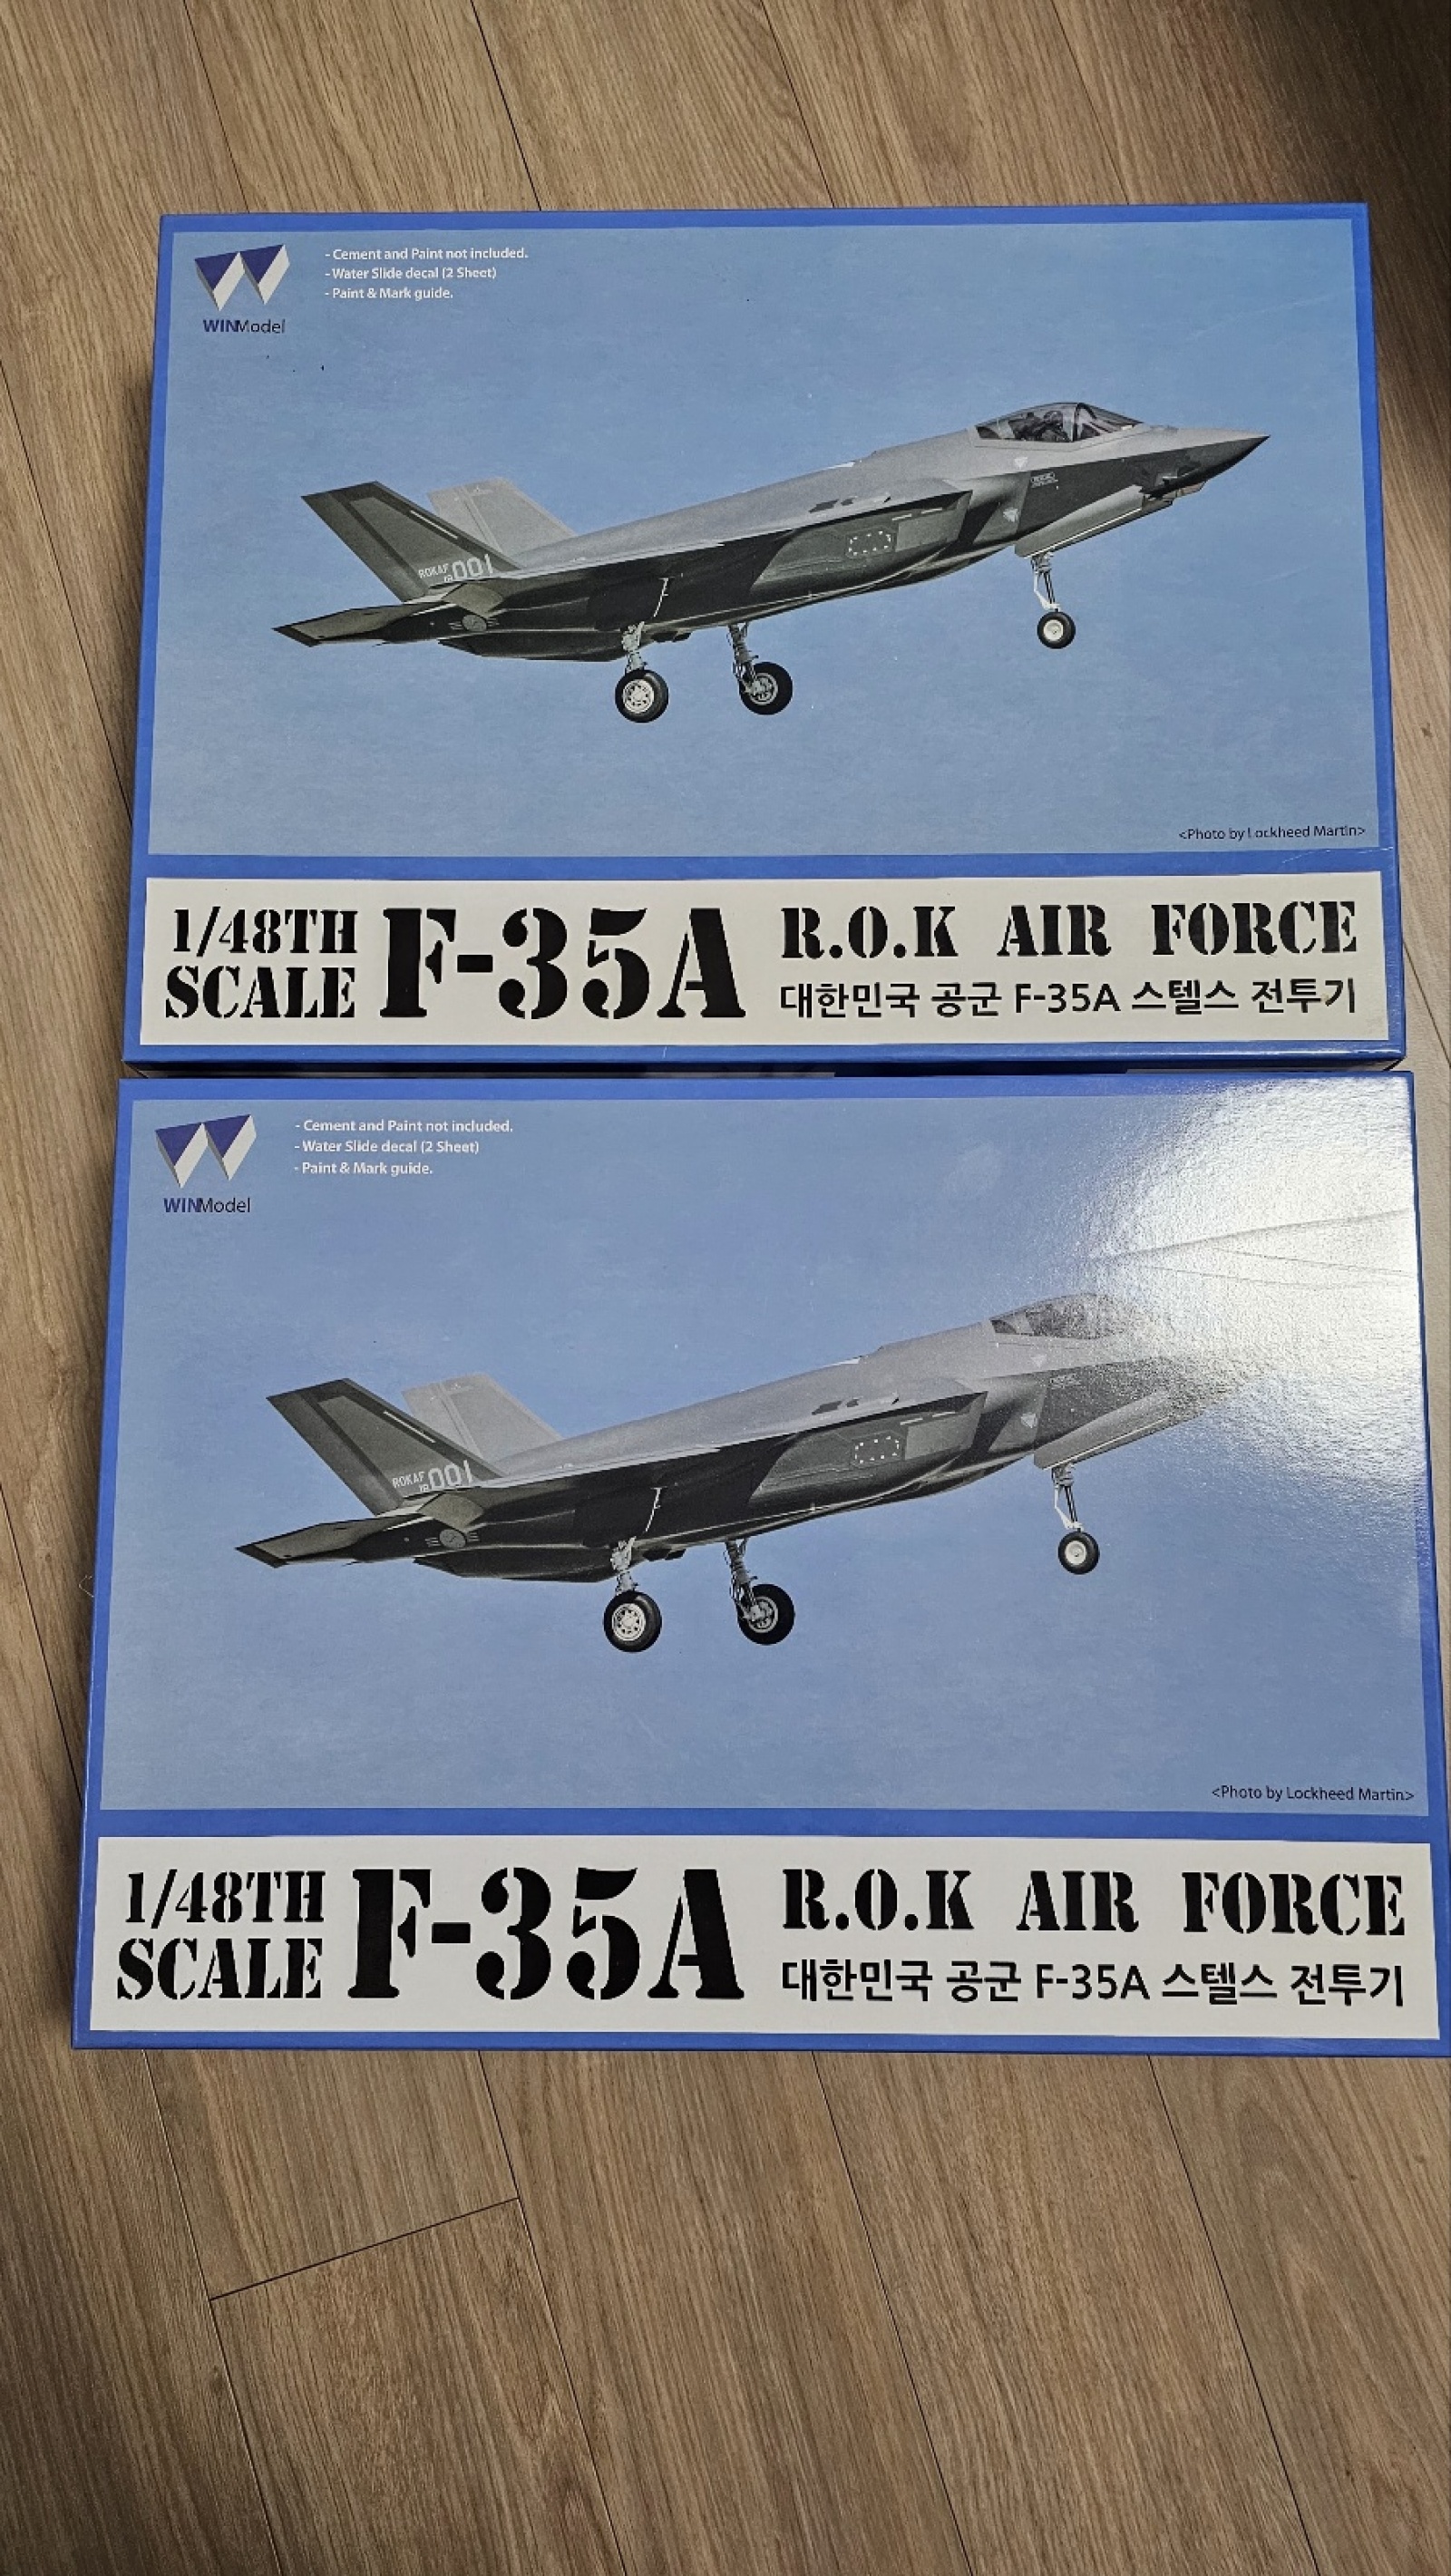 WINModel
- Cement and Paint not included.
- Water Slide decal (2 Sheet)
- Paint & Mark guide.
ROKAF
001
<Photo by Lockheed Martin>
1/48TH
SCALE
F-35A
R.O.K AIR FORCE
대한민국 공군 F-35A 스텔스 전투기
WINModel
- Cement and Paint not included.
- Water Slide decal (2 Sheet)
- Paint & Mark guide.
ROKAF
001
<Photo by Lockheed Martin>
1/48TH
SCALE
F-35A
R.O.K AIR FORCE
대한민국 공군 F-35A 스텔스 전투기